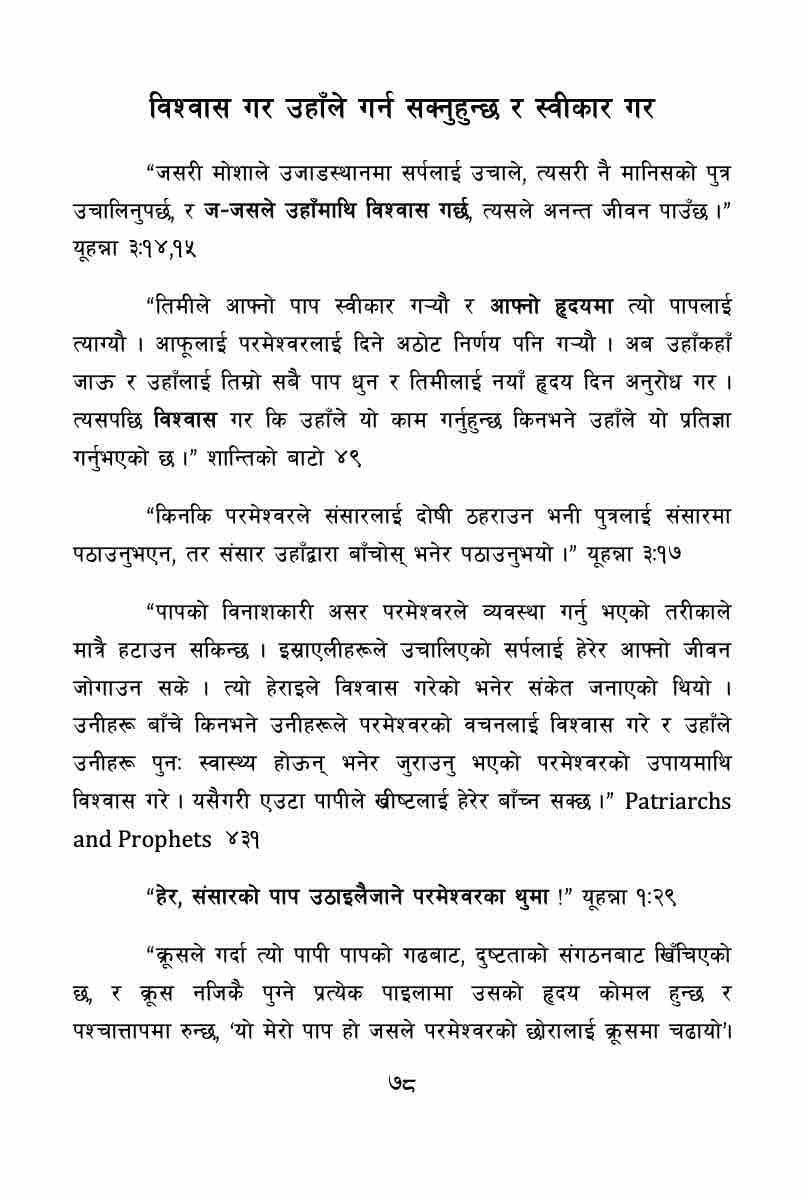 विश्वास गर उहाँले गर्न सक्नुहुन्छ र स्वीकार गर
“जसरी मोशाले उजाडस्थानमा सर्पलाई उचाले, त्यसरी नै मानिसको पुत्र
उचालिनुपर्छ, र ज-जसले उहाँमाथि विश्वास गर्छ, त्यसले अनन्त जीवन पाउँछ ।”
यूहन्ना ३:१४,१५
“तिमीले आफ्नो पाप स्वीकार गर्‍यौ र आफ्नो हृदयमा त्यो पापलाई
त्याग्यौ । आफूलाई परमेश्वरलाई दिने अठोट निर्णय पनि गर्‍यौ । अब उहाँकहाँ
जाऊ र उहाँलाई तिम्रो सबै पाप धुन र तिमीलाई नयाँ हृदय दिन अनुरोध गर ।
त्यसपछि विश्वास गर कि उहाँले यो काम गर्नुहुन्छ किनभने उहाँले यो प्रतिज्ञा
गर्नुभएको छ ।” शान्तिको बाटो ४९
“किनकि परमेश्वरले संसारलाई दोषी ठहराउन भनी पुत्रलाई संसारमा
पठाउनुभएन, तर संसार उहाँद्वारा बाँचोस् भनेर पठाउनुभयो ।” यूहन्ना ३:१७
“पापको विनाशकारी असर परमेश्वरले व्यवस्था गर्नु भएको तरीकाले
मात्रै हटाउन सकिन्छ । इस्राएलीहरूले उचालिएको सर्पलाई हेरेर आफ्नो जीवन
जोगाउन सके । त्यो हेराइले विश्वास गरेको भनेर संकेत जनाएको थियो ।
उनीहरू बाँचे किनभने उनीहरूले परमेश्वरको वचनलाई विश्वास गरे र उहाँले
उनीहरू पुनः स्वास्थ्य होऊन् भनेर जुराउनु भएको परमेश्वरको उपायमाथि
विश्वास गरे । यसैगरी एउटा पापीले ख्रीष्टलाई हेरेर बाँच्न सक्छ ।” Patriarchs
and Prophets ४३१
“हेर, संसारको पाप उठाइलैजाने परमेश्वरका थुमा !” यूहन्ना १:२९
“क्रूसले गर्दा त्यो पापी पापको गढबाट, दुष्टताको संगठनबाट खिँचिएको
छ, र क्रूस नजिकै पुग्ने प्रत्येक पाइलामा उसको हृदय कोमल हुन्छ र
पश्चात्तापमा रुन्छ, ‘यो मेरो पाप हो जसले परमेश्वरको छोरालाई क्रूसमा चढायो’।
७८